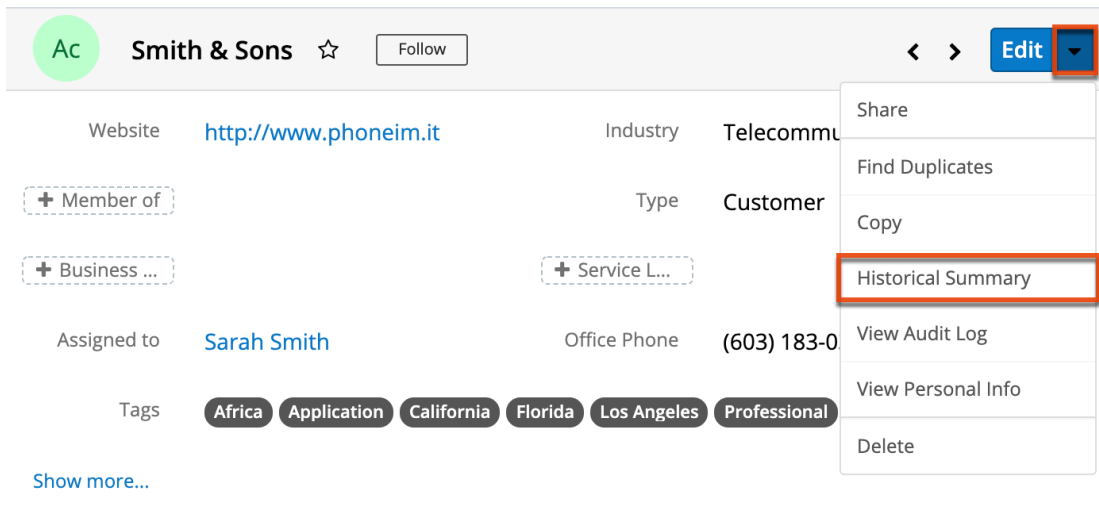 Ac Smith & Sons Follow Edit
Share
Website http://www.phoneim.it Industry Telecommu
Find Duplicates
+ Member of Type Customer
Copy
+ Business ... + Service L...
Historical Summary
Assigned to Sarah Smith Office Phone (603) 183-0
View Audit Log
View Personal Info
Tags Africa Application California Florida Los Angeles Professional
Delete
Show more...